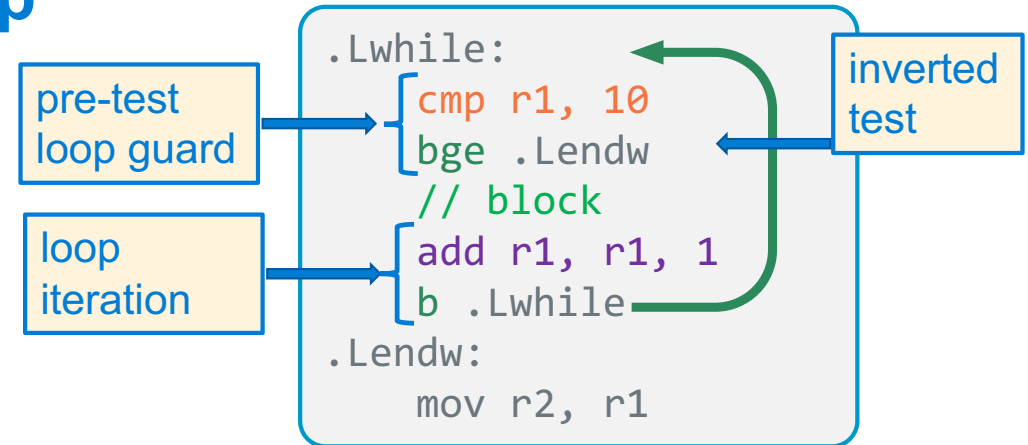 p
.Lwhile:
cmp r1, 10
bge .Lendw
// block
add r1, r1, 1
b .Lwhile
.Lendw:
mov r2, r1
pre-test
loop guard
loop
iteration
inverted
test